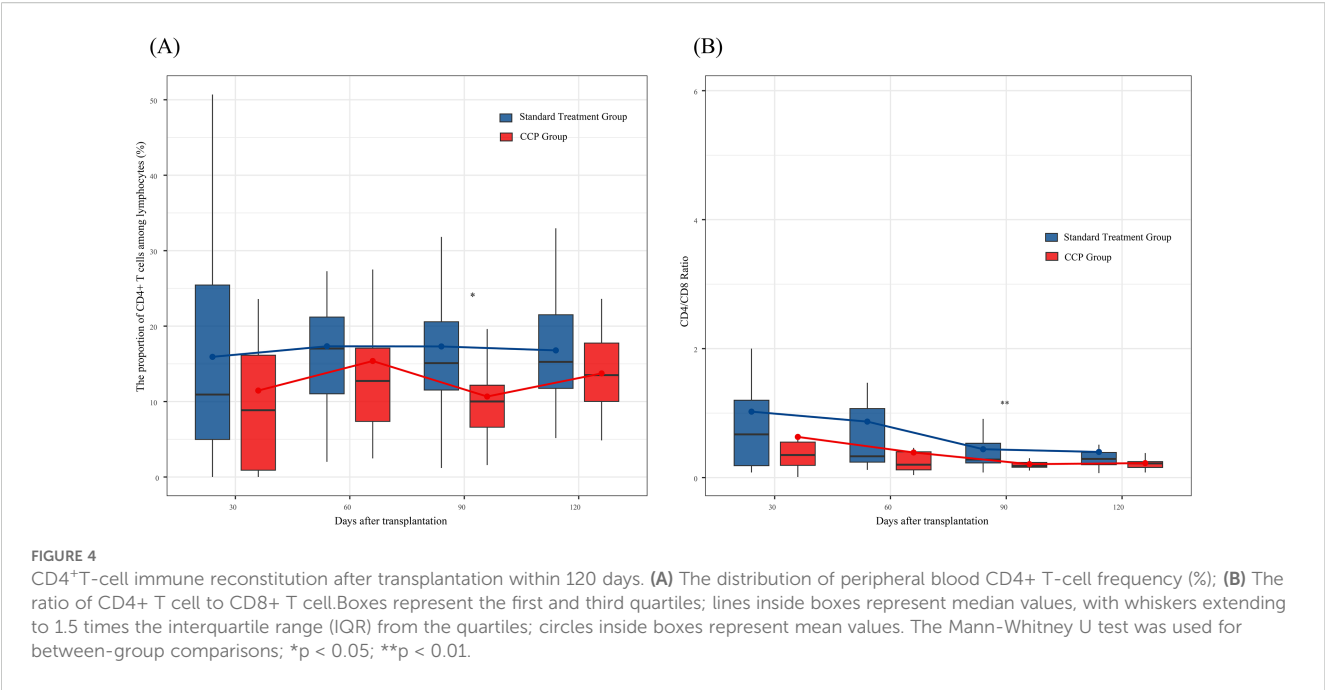 (A)
The proportion of CD4+ T cells among lymphocytes (%)
50
40
30
20
10
0
Standard Treatment Group
CCP Group
*
30
60
90
120
Days after transplantation
(B)
CD4/CD8 Ratio
6
4
2
0
Standard Treatment Group
CCP Group
**
30
60
90
120
Days after transplantation
FIGURE 4
CD4+T-cell immune reconstitution after transplantation within 120 days. (A) The distribution of peripheral blood CD4+ T-cell frequency (%); (B) The
ratio of CD4+ T cell to CD8+ T cell.Boxes represent the first and third quartiles; lines inside boxes represent median values, with whiskers extending
to 1.5 times the interquartile range (IQR) from the quartiles; circles inside boxes represent mean values. The Mann-Whitney U test was used for
between-group comparisons; *p < 0.05; **p < 0.01.